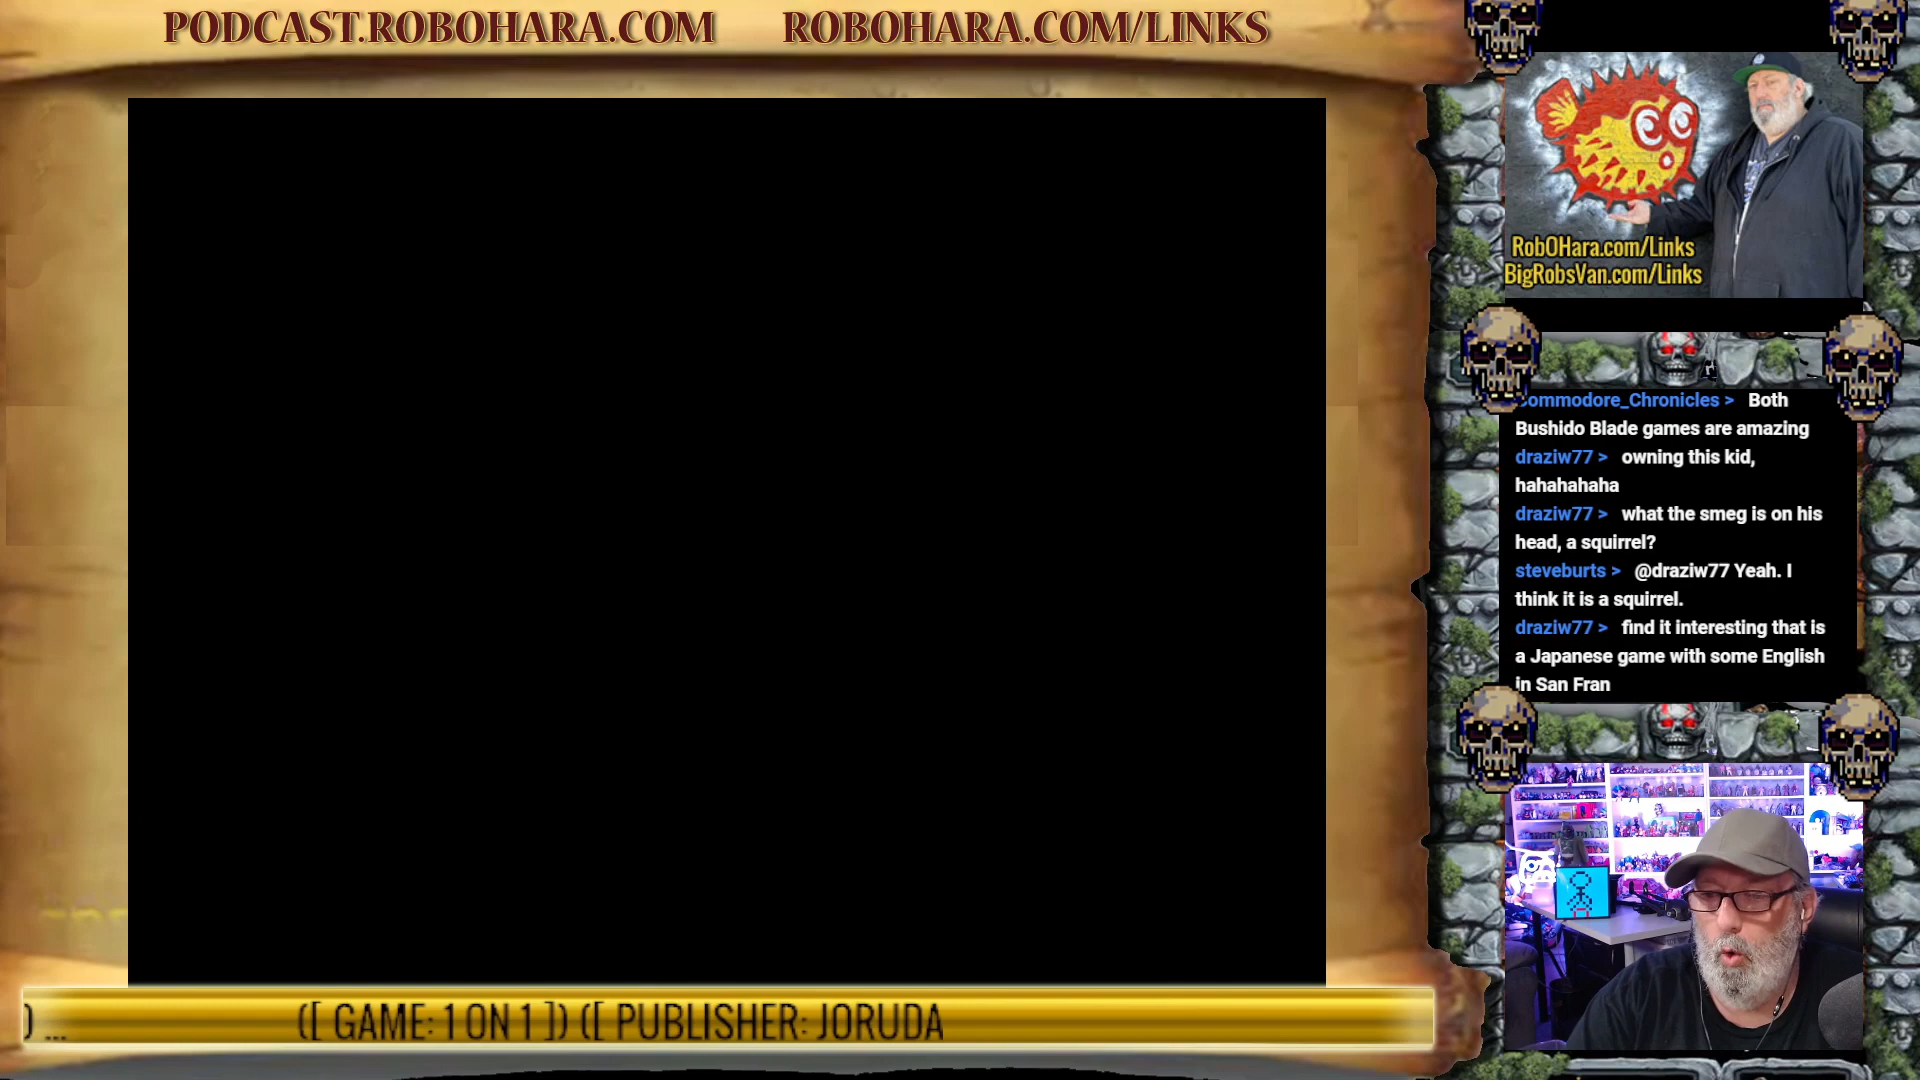 PODCAST.ROBOHARA.COM ROBOHARA.COM/LINKS
RobOHara.com/Links
BigRobsVan.com/Links
ommodore_Chronicles > Both
Bushido Blade games are amazing
draziw77 > owning this kid,
hahahahaha
draziw77 > what the smeg is on his
head, a squirrel?
steveburts > @draziw77 Yeah. I
think it is a squirrel.
draziw77 > find it interesting that is
a Japanese game with some English
in San Fran
) ... ([ GAME: 1 ON 1 ]) ([ PUBLISHER: JORUDA